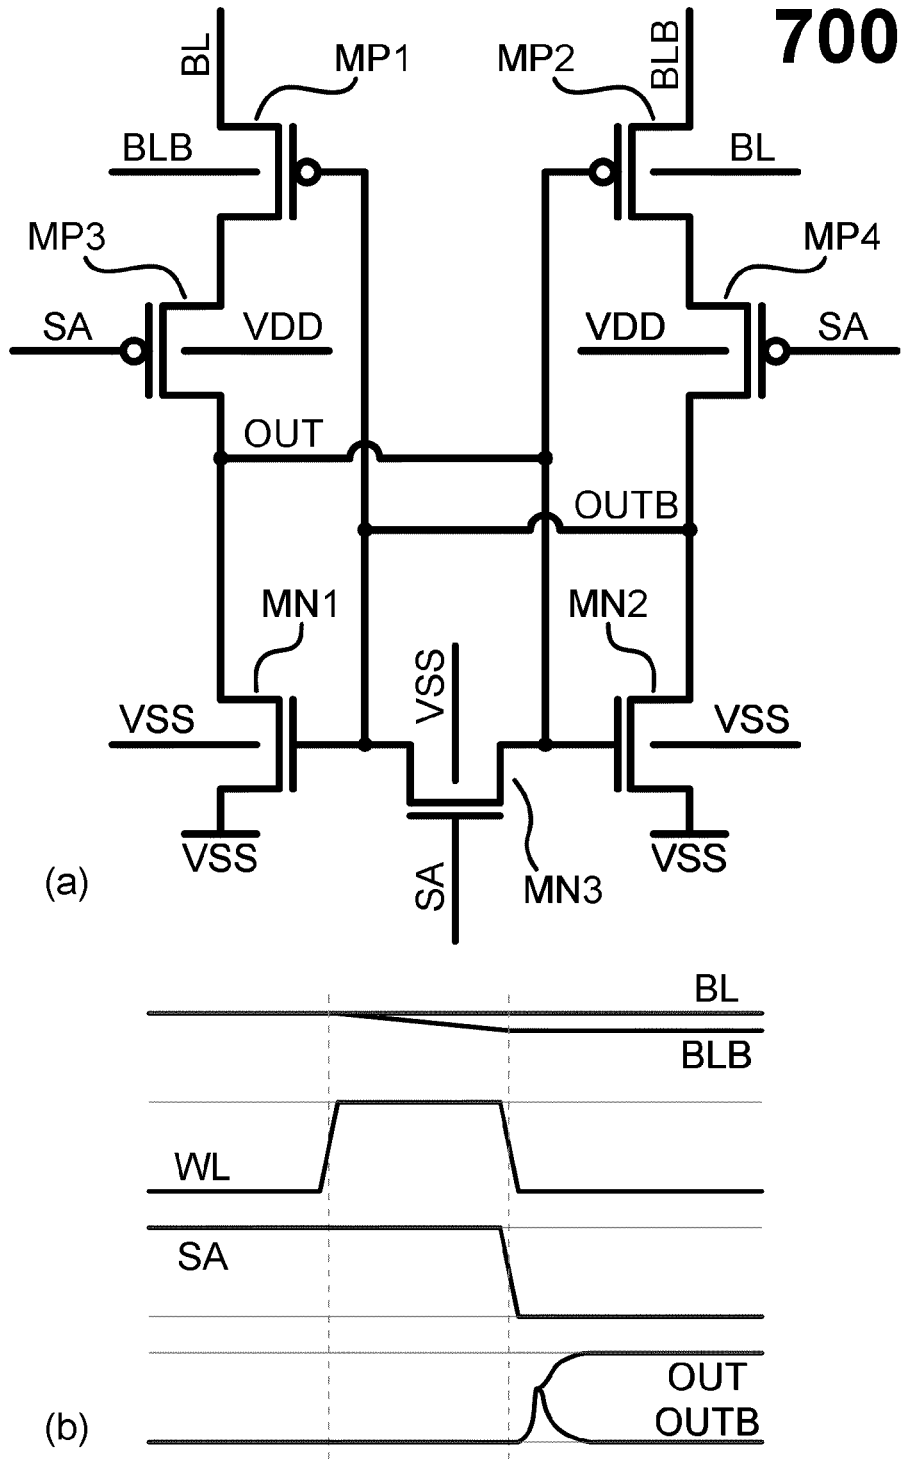 700
BL
MP1
MP2
BLB
BLB
BL
MP3
MP4
SA
VDD
VDD
SA
OUT
OUTB
MN1
MN2
VSS
VSS
VSS
VSS
VSS
SA
MN3
(a)
BL
BLB
WL
SA
OUT
OUTB
(b)